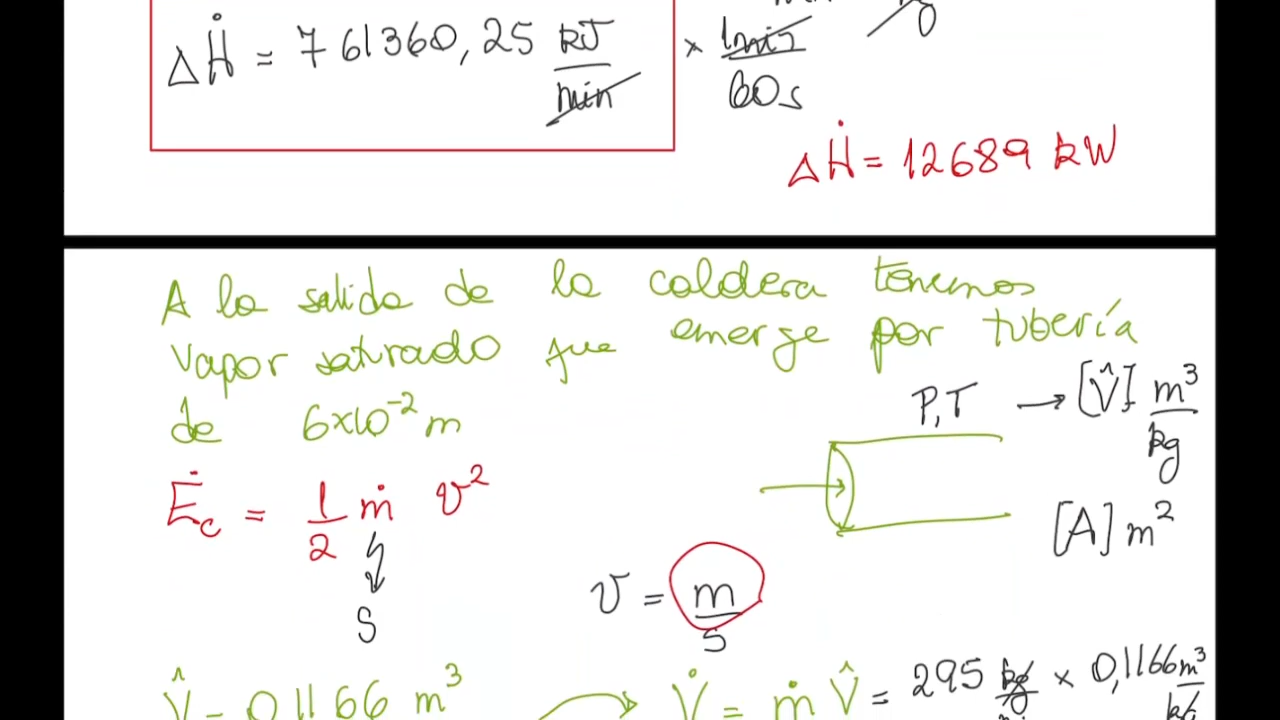 ΔḢ = 761360,25 kJ/min × 1min/60s
ΔḢ = 12689 kW
A la salida de la caldera tenemos
vapor saturado que emerge por tubería
de 6x10⁻² m
P,T → [V̂] m³/kg
Ėc = 1/2 ṁ v²
[A] m²
S
v = m/s
V̂ = 0,1166 m³
V̇ = ṁ V̂ = 295 kg × 0,1166 m³/kg